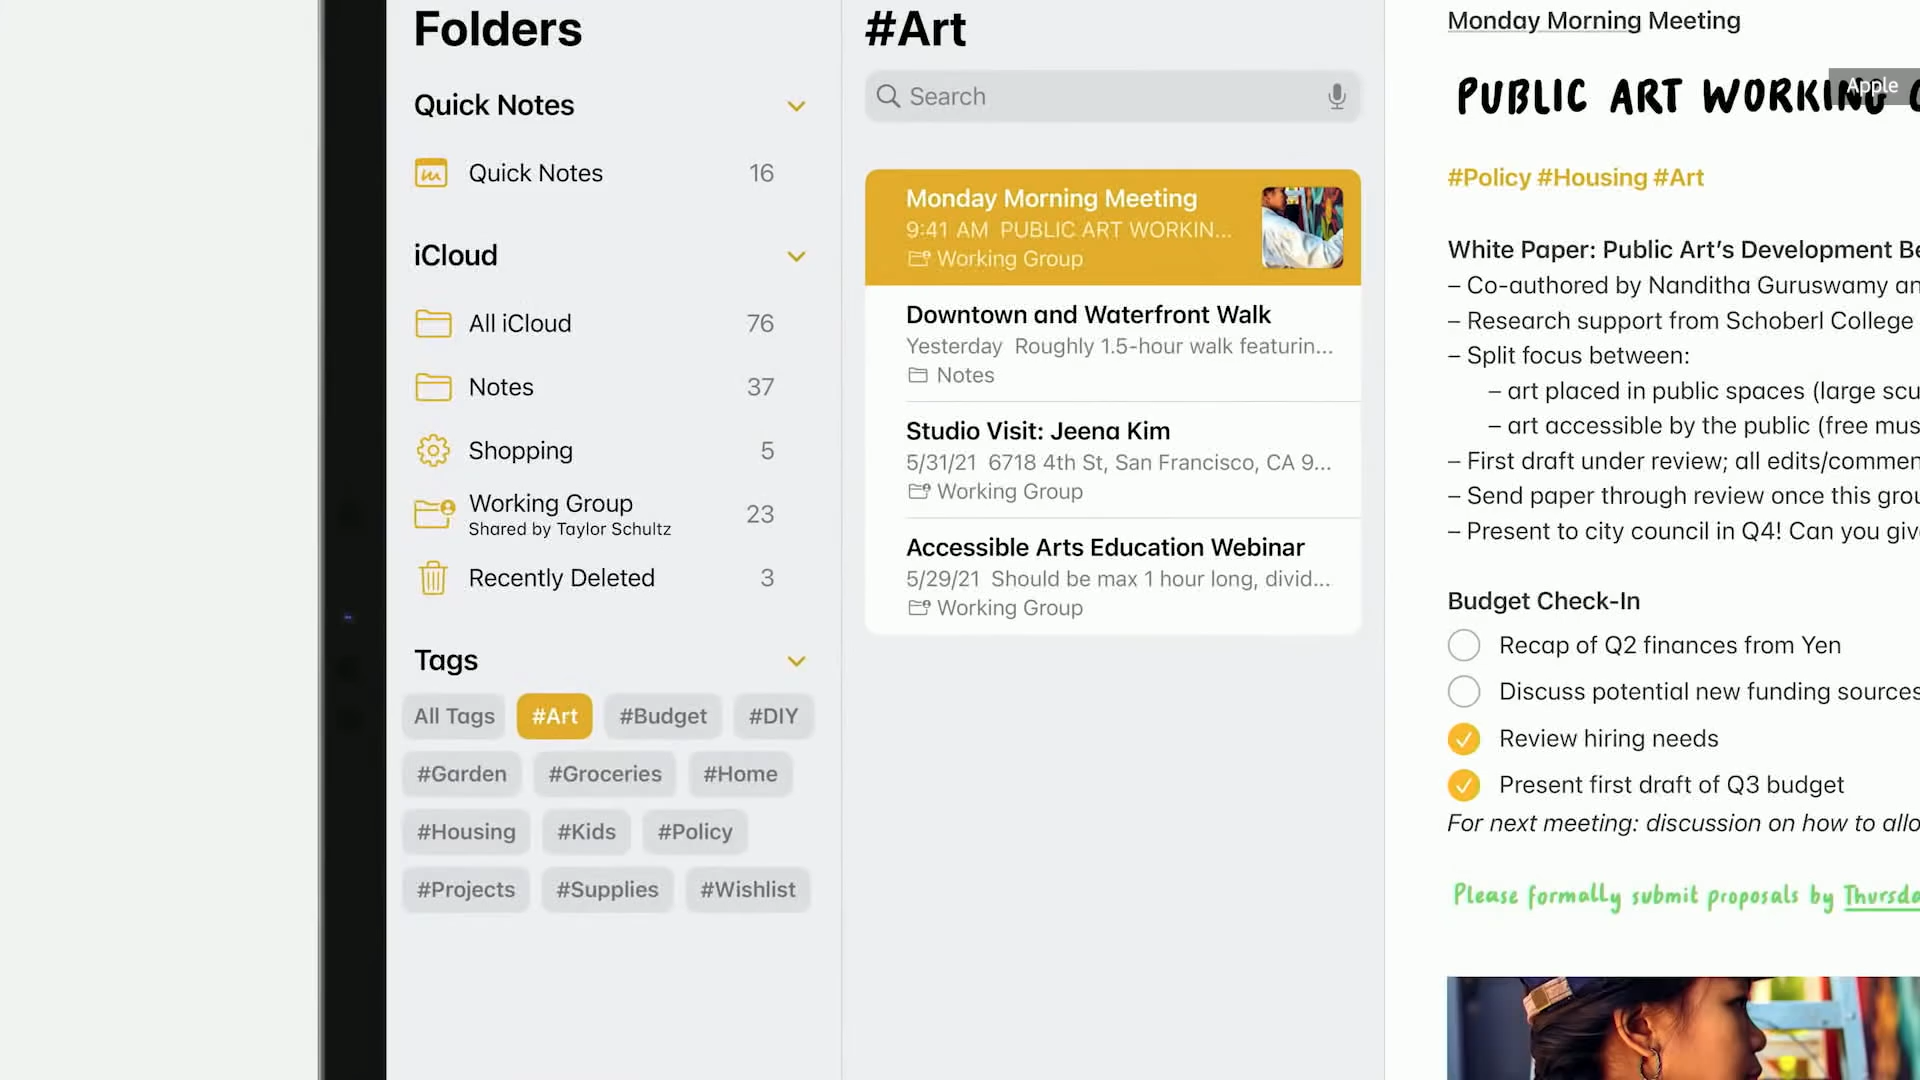 Folders
Quick Notes
Quick Notes 16
iCloud
All iCloud 76
Notes 37
Shopping 5
Working Group 23
Shared by Taylor Schultz
Recently Deleted 3
Tags
All Tags #Art #Budget #DIY
#Garden #Groceries #Home
#Housing #Kids #Policy
#Projects #Supplies #Wishlist
#Art
Search
Monday Morning Meeting
9:41 AM PUBLIC ART WORKIN...
Working Group
Downtown and Waterfront Walk
Yesterday Roughly 1.5-hour walk featurin...
Notes
Studio Visit: Jeena Kim
5/31/21 6718 4th St, San Francisco, CA 9...
Working Group
Accessible Arts Education Webinar
5/29/21 Should be max 1 hour long, divid...
Working Group
Monday Morning Meeting
PUBLIC ART WORKING
Apple
#Policy #Housing #Art
White Paper: Public Art’s Development
– Co-authored by Nanditha Guruswamy
– Research support from Schoberl College
– Split focus between:
– art placed in public spaces (large
– art accessible by the public (free
– First draft under review; all
– Send paper through review once this
– Present to city council in Q4! Can you
Budget Check-In
Recap of Q2 finances from Yen
Discuss potential new funding sources
Review hiring needs
Present first draft of Q3 budget
For next meeting: discussion on how to
Please formally submit proposals by